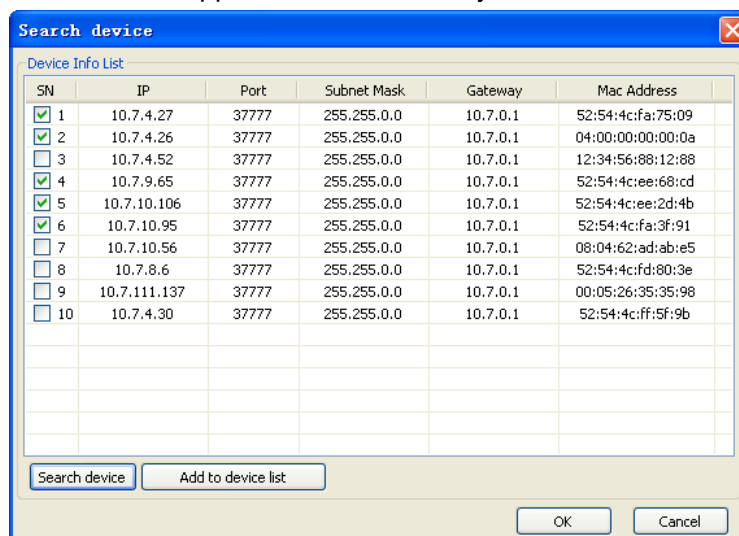 Search device
Device Info List
SN IP Port Subnet Mask Gateway Mac Address
1 10.7.4.27 37777 255.255.0.0 10.7.0.1 52:54:4c:fa:75:09
2 10.7.4.26 37777 255.255.0.0 10.7.0.1 04:00:00:00:00:0a
3 10.7.4.52 37777 255.255.0.0 10.7.0.1 12:34:56:88:12:88
4 10.7.9.65 37777 255.255.0.0 10.7.0.1 52:54:4c:ee:68:cd
5 10.7.10.106 37777 255.255.0.0 10.7.0.1 52:54:4c:ee:2d:4b
6 10.7.10.95 37777 255.255.0.0 10.7.0.1 52:54:4c:fa:3f:91
7 10.7.10.56 37777 255.255.0.0 10.7.0.1 08:04:62:ad:ab:e5
8 10.7.8.6 37777 255.255.0.0 10.7.0.1 52:54:4c:fd:80:3e
9 10.7.111.137 37777 255.255.0.0 10.7.0.1 00:05:26:35:35:98
10 10.7.4.30 37777 255.255.0.0 10.7.0.1 52:54:4c:ff:5f:9b
Search device Add to device list
OK Cancel